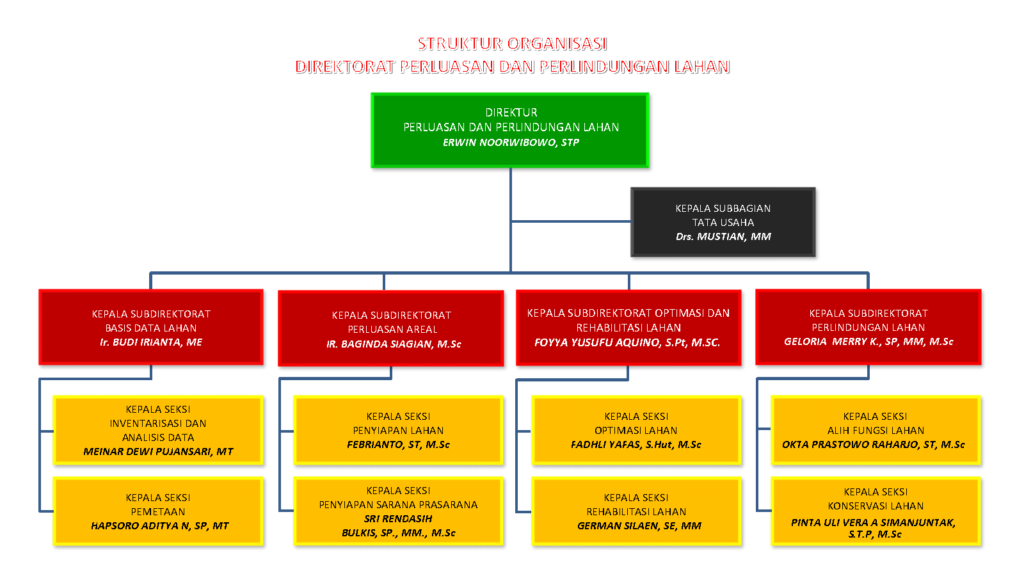 STRUKTUR ORGANISASI
DIREKTORAT PERLUASAN DAN PERLINDUNGAN LAHAN
DIREKTUR
PERLUASAN DAN PERLINDUNGAN LAHAN
ERWIN NOORWIBOWO, STP
KEPALA SUBBAGIAN
TATA USAHA
Drs. MUSTIAN, MM
KEPALA SUBDIREKTORAT
BASIS DATA LAHAN
Ir. BUDI IRIANTA, ME
KEPALA SUBDIREKTORAT
PERLUASAN AREAL
IR. BAGINDA SIAGIAN, M.Sc
KEPALA SUBDIREKTORAT OPTIMASI DAN
REHABILITASI LAHAN
FOYYA YUSUFU AQUINO, S.Pt, M.SC.
KEPALA SUBDIREKTORAT
PERLINDUNGAN LAHAN
GELORIA MERRY K., SP, MM, M.Sc
KEPALA SEKSI
INVENTARISASI DAN
ANALISIS DATA
MEINAR DEWI PUJANSARI, MT
KEPALA SEKSI
PENYIAPAN LAHAN
FEBRIANTO, ST, M.Sc
KEPALA SEKSI
OPTIMASI LAHAN
FADHLI YAFAS, S.Hut, M.Sc
KEPALA SEKSI
ALIH FUNGSI LAHAN
OKTA PRASTOWO RAHARJO, ST, M.Sc
KEPALA SEKSI
PEMETAAN
HAPSORO ADITYA N, SP, MT
KEPALA SEKSI
PENYIAPAN SARANA PRASARANA
SRI RENDASIH
BULKIS, SP., MM., M.Sc
KEPALA SEKSI
REHABILITASI LAHAN
GERMAN SILAEN, SE, MM
KEPALA SEKSI
KONSERVASI LAHAN
PINTA ULI VERA A SIMANJUNTAK,
S.T.P, M.Sc